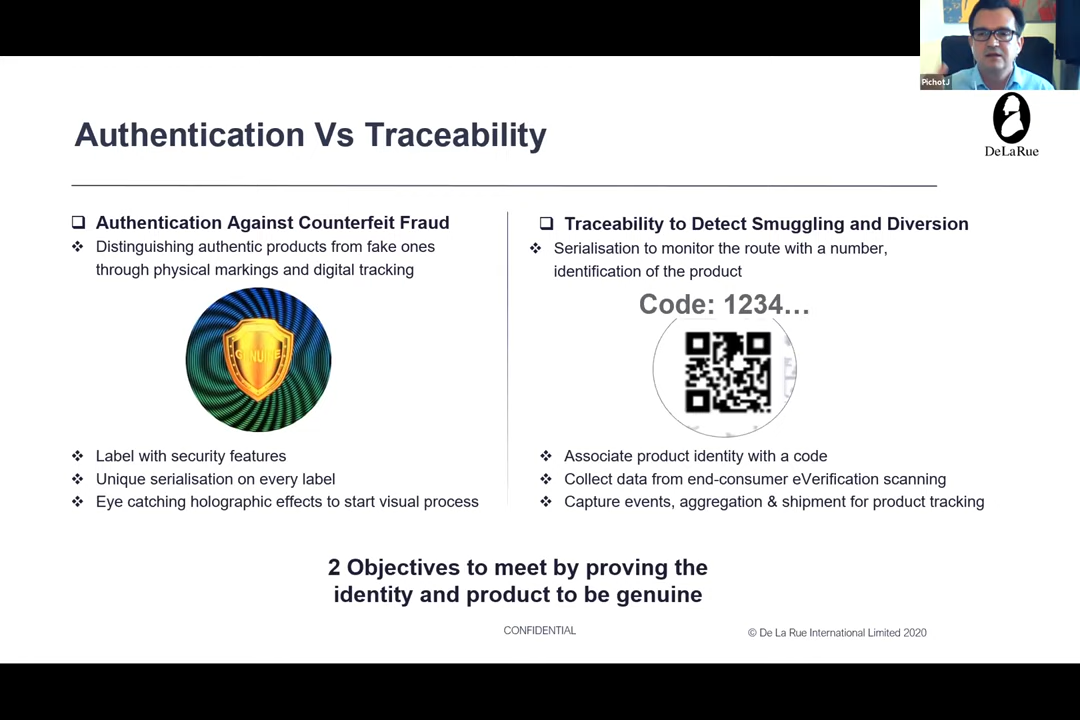 PichotJ
DeLaRue
Authentication Vs Traceability
Authentication Against Counterfeit Fraud
Distinguishing authentic products from fake ones
through physical markings and digital tracking
GENUINE
Label with security features
Unique serialisation on every label
Eye catching holographic effects to start visual process
Traceability to Detect Smuggling and Diversion
Serialisation to monitor the route with a number,
identification of the product
Code: 1234…
Associate product identity with a code
Collect data from end-consumer eVerification scanning
Capture events, aggregation & shipment for product tracking
2 Objectives to meet by proving the
identity and product to be genuine
CONFIDENTIAL
© De La Rue International Limited 2020